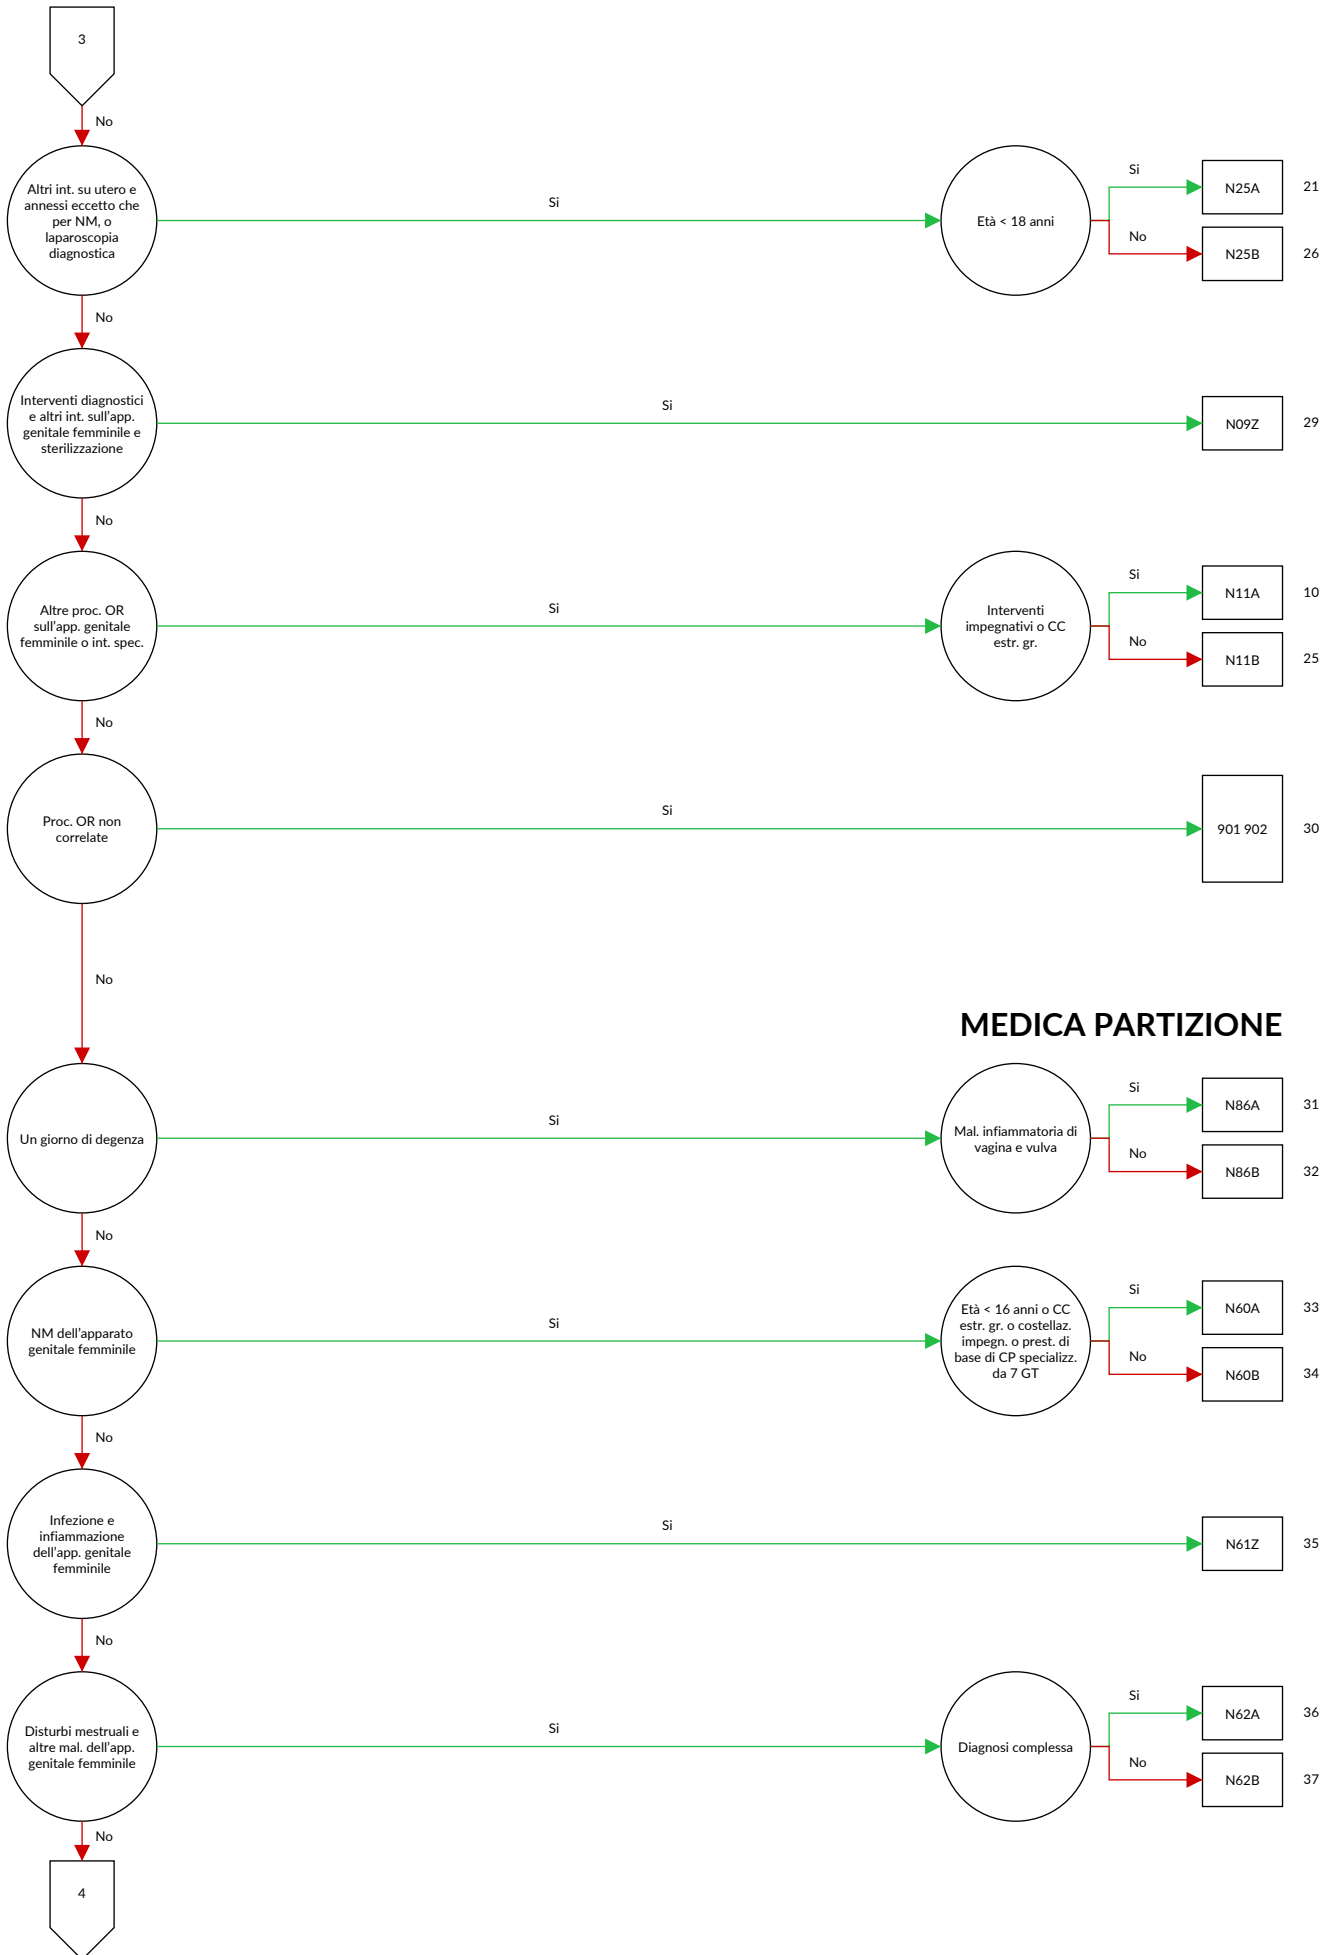 3
No
Altri int. su utero e
annessi eccetto che
per NM, o
laparoscopia
diagnostica
Si
Età < 18 anni
Si
N25A
21
No
N25B
26
No
Interventi diagnostici
e altri int. sull'app.
genitale femminile e
sterilizzazione
Si
N09Z
29
No
Altre proc. OR
sull'app. genitale
femminile o int. spec.
Si
Interventi
impegnativi o CC
estr. gr.
Si
N11A
10
No
N11B
25
No
Proc. OR non
correlate
Si
901 902
30
No
MEDICA PARTIZIONE
Un giorno di degenza
Si
Mal. infiammatoria di
vagina e vulva
Si
N86A
31
No
N86B
32
No
NM dell'apparato
genitale femminile
Si
Età < 16 anni o CC
estr. gr. o costellaz.
impegn. o prest. di
base di CP specializz.
da 7 GT
Si
N60A
33
No
N60B
34
No
Infezione e
infiammazione
dell'app. genitale
femminile
Si
N61Z
35
No
Disturbi mestruali e
altre mal. dell'app.
genitale femminile
Si
Diagnosi complessa
Si
N62A
36
No
N62B
37
No
4